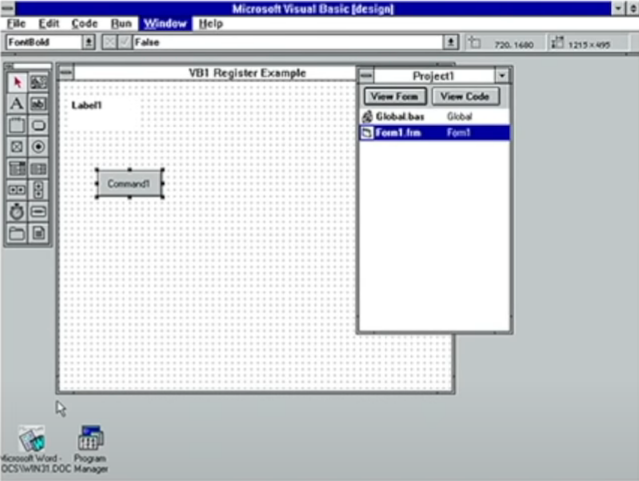 Microsoft Visual Basic [design]
File Edit Code Run Window Help
FontBold False 720, 1680 1215 × 495
VB1 Register Example
Project1
View Form View Code
Label1
Global.bas Global
Form1.frm Form1
Command1
A ab
Microsoft Word - Program
DOCS\WIN31.DOC Manager